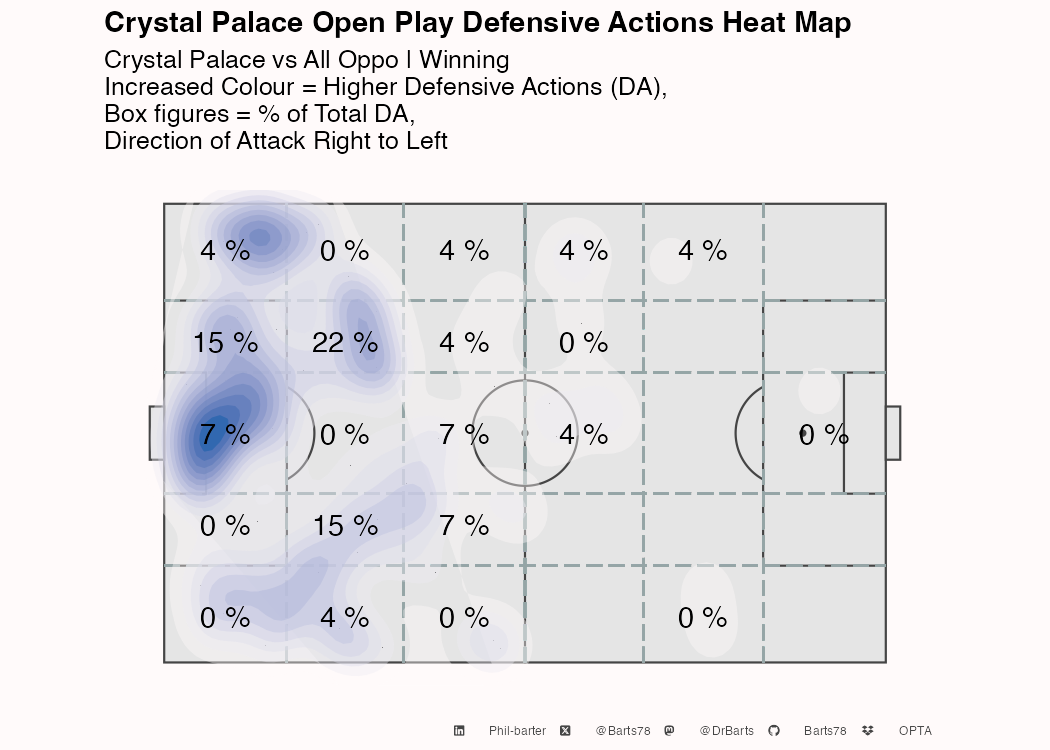 Crystal Palace Open Play Defensive Actions Heat Map
Crystal Palace vs All Oppo | Winning
Increased Colour = Higher Defensive Actions (DA),
Box figures = % of Total DA,
Direction of Attack Right to Left
4 % 0 % 4 % 4 % 4 %
15 % 22 % 4 % 0 %
7 % 0 % 7 % 4 % 0 %
0 % 15 % 7 %
0 % 4 % 0 % 0 %
Phil-barter @Barts78 @DrBarts Barts78 OPTA